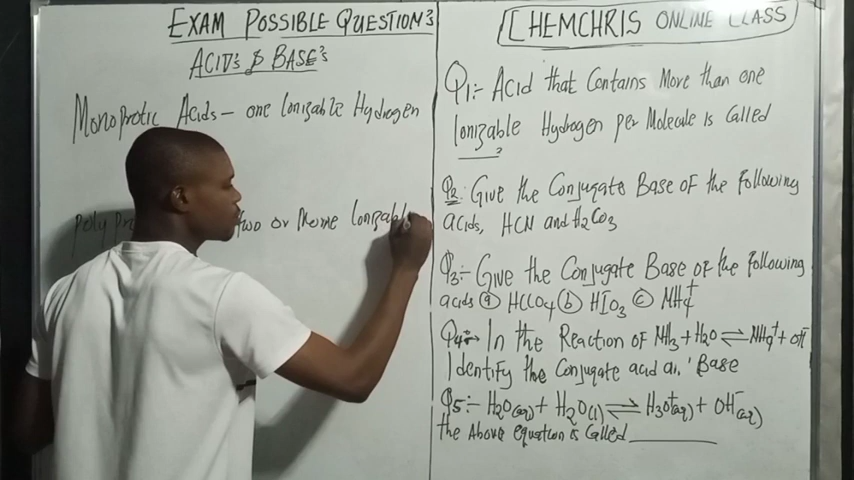 EXAM POSSIBLE QUESTIONS
ACID'S & BASE'S
Monoprotic Acids – one Ionizable Hydrogen
Poly two or more Ionizable
CHEMCHRIS ONLINE CLASS
Q1:- Acid that Contains More than one
Ionizable Hydrogen per Molecule is Called
?
Q2: Give the Conjugate Base of the following
acids, HCN and H₂CO₃
Q3:- Give the Conjugate Base of the following
acids ⓐ HClO₄ ⓑ HIO₃ ⓒ NH₄⁺
Q4:- In the Reaction of NH₃ + H₂O ⇌ NH₄⁺ + OH⁻
Identify the Conjugate acid an Base
Q5:- H₂O(aq) + H₂O(l) ⇌ H₃O⁺(aq) + OH⁻(aq)
the Above equation is Called ______